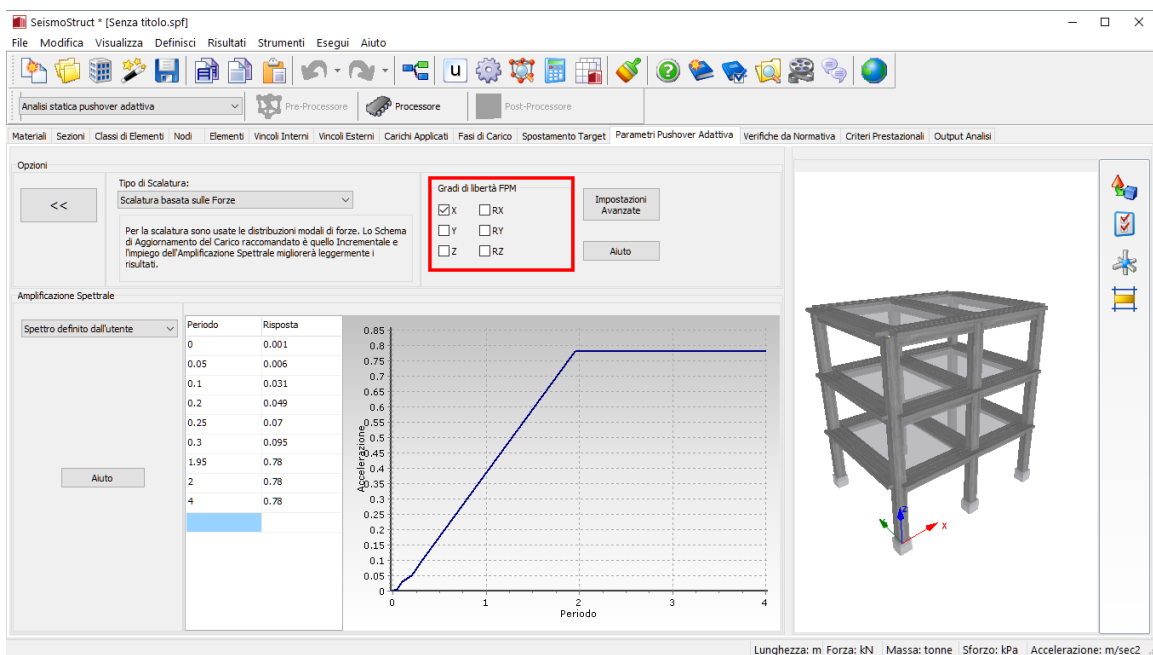 SeismoStruct * [Senza titolo.spf]
File Modifica Visualizza Definisci Risultati Strumenti Esegui Aiuto
u
Analisi statica pushover adattiva Pre-Processore Processore Post-Processore
Materiali Sezioni Classi di Elementi Nodi Elementi Vincoli Interni Vincoli Esterni Carichi Applicati Fasi di Carico Spostamento Target Parametri Pushover Adattiva Verifiche da Normativa Criteri Prestazionali Output Analisi
Opzioni
<<
Tipo di Scalatura:
Scalatura basata sulle Forze
Per la scalatura sono usate le distribuzioni modali di forze. Lo Schema
di Aggiornamento del Carico raccomandato è quello Incrementale e
l'impiego dell'Amplificazione Spettrale migliorerà leggermente i
risultati.
Gradi di libertà FPM
X RX
Y RY
Z RZ
Impostazioni
Avanzate
Aiuto
Amplificazione Spettrale
Spettro definito dall'utente
Aiuto
Periodo Risposta
0 0.001
0.05 0.006
0.1 0.031
0.2 0.049
0.25 0.07
0.3 0.095
1.95 0.78
2 0.78
4 0.78
Accelerazione
0.85
0.8
0.75
0.7
0.65
0.6
0.55
0.5
0.45
0.4
0.35
0.3
0.25
0.2
0.15
0.1
0.05
0
0 1 2 3 4
Periodo
Z
Y
X
Lunghezza: m Forza: kN Massa: tonne Sforzo: kPa Accelerazione: m/sec2